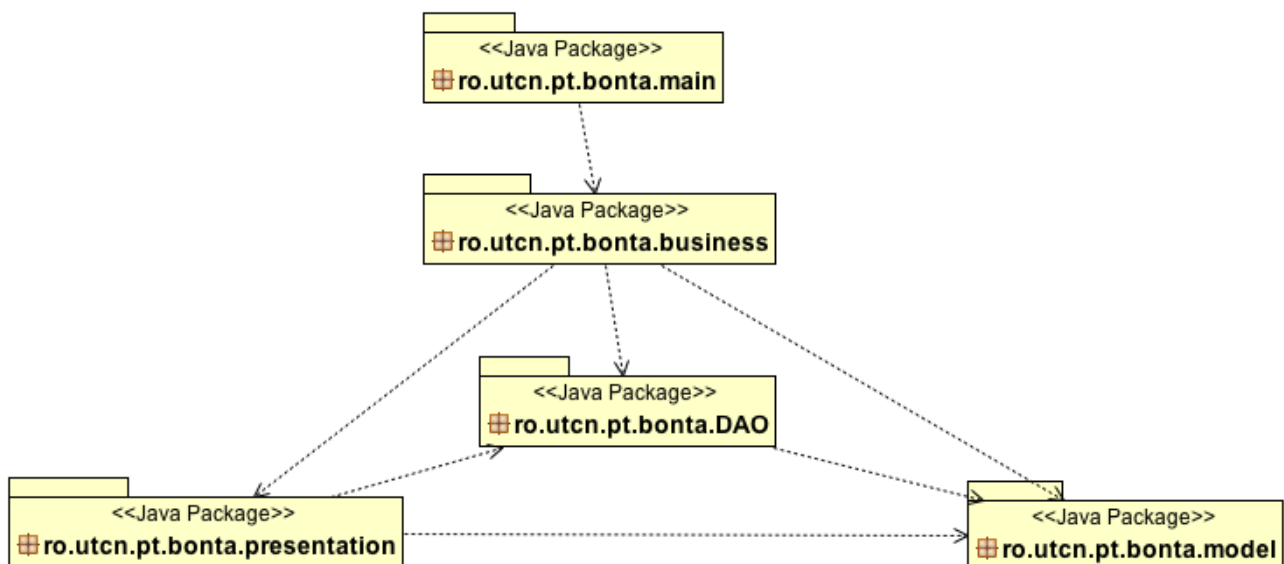 <<Java Package>>
ro.utcn.pt.bonta.main
<<Java Package>>
ro.utcn.pt.bonta.business
<<Java Package>>
ro.utcn.pt.bonta.DAO
<<Java Package>>
ro.utcn.pt.bonta.presentation
<<Java Package>>
ro.utcn.pt.bonta.model